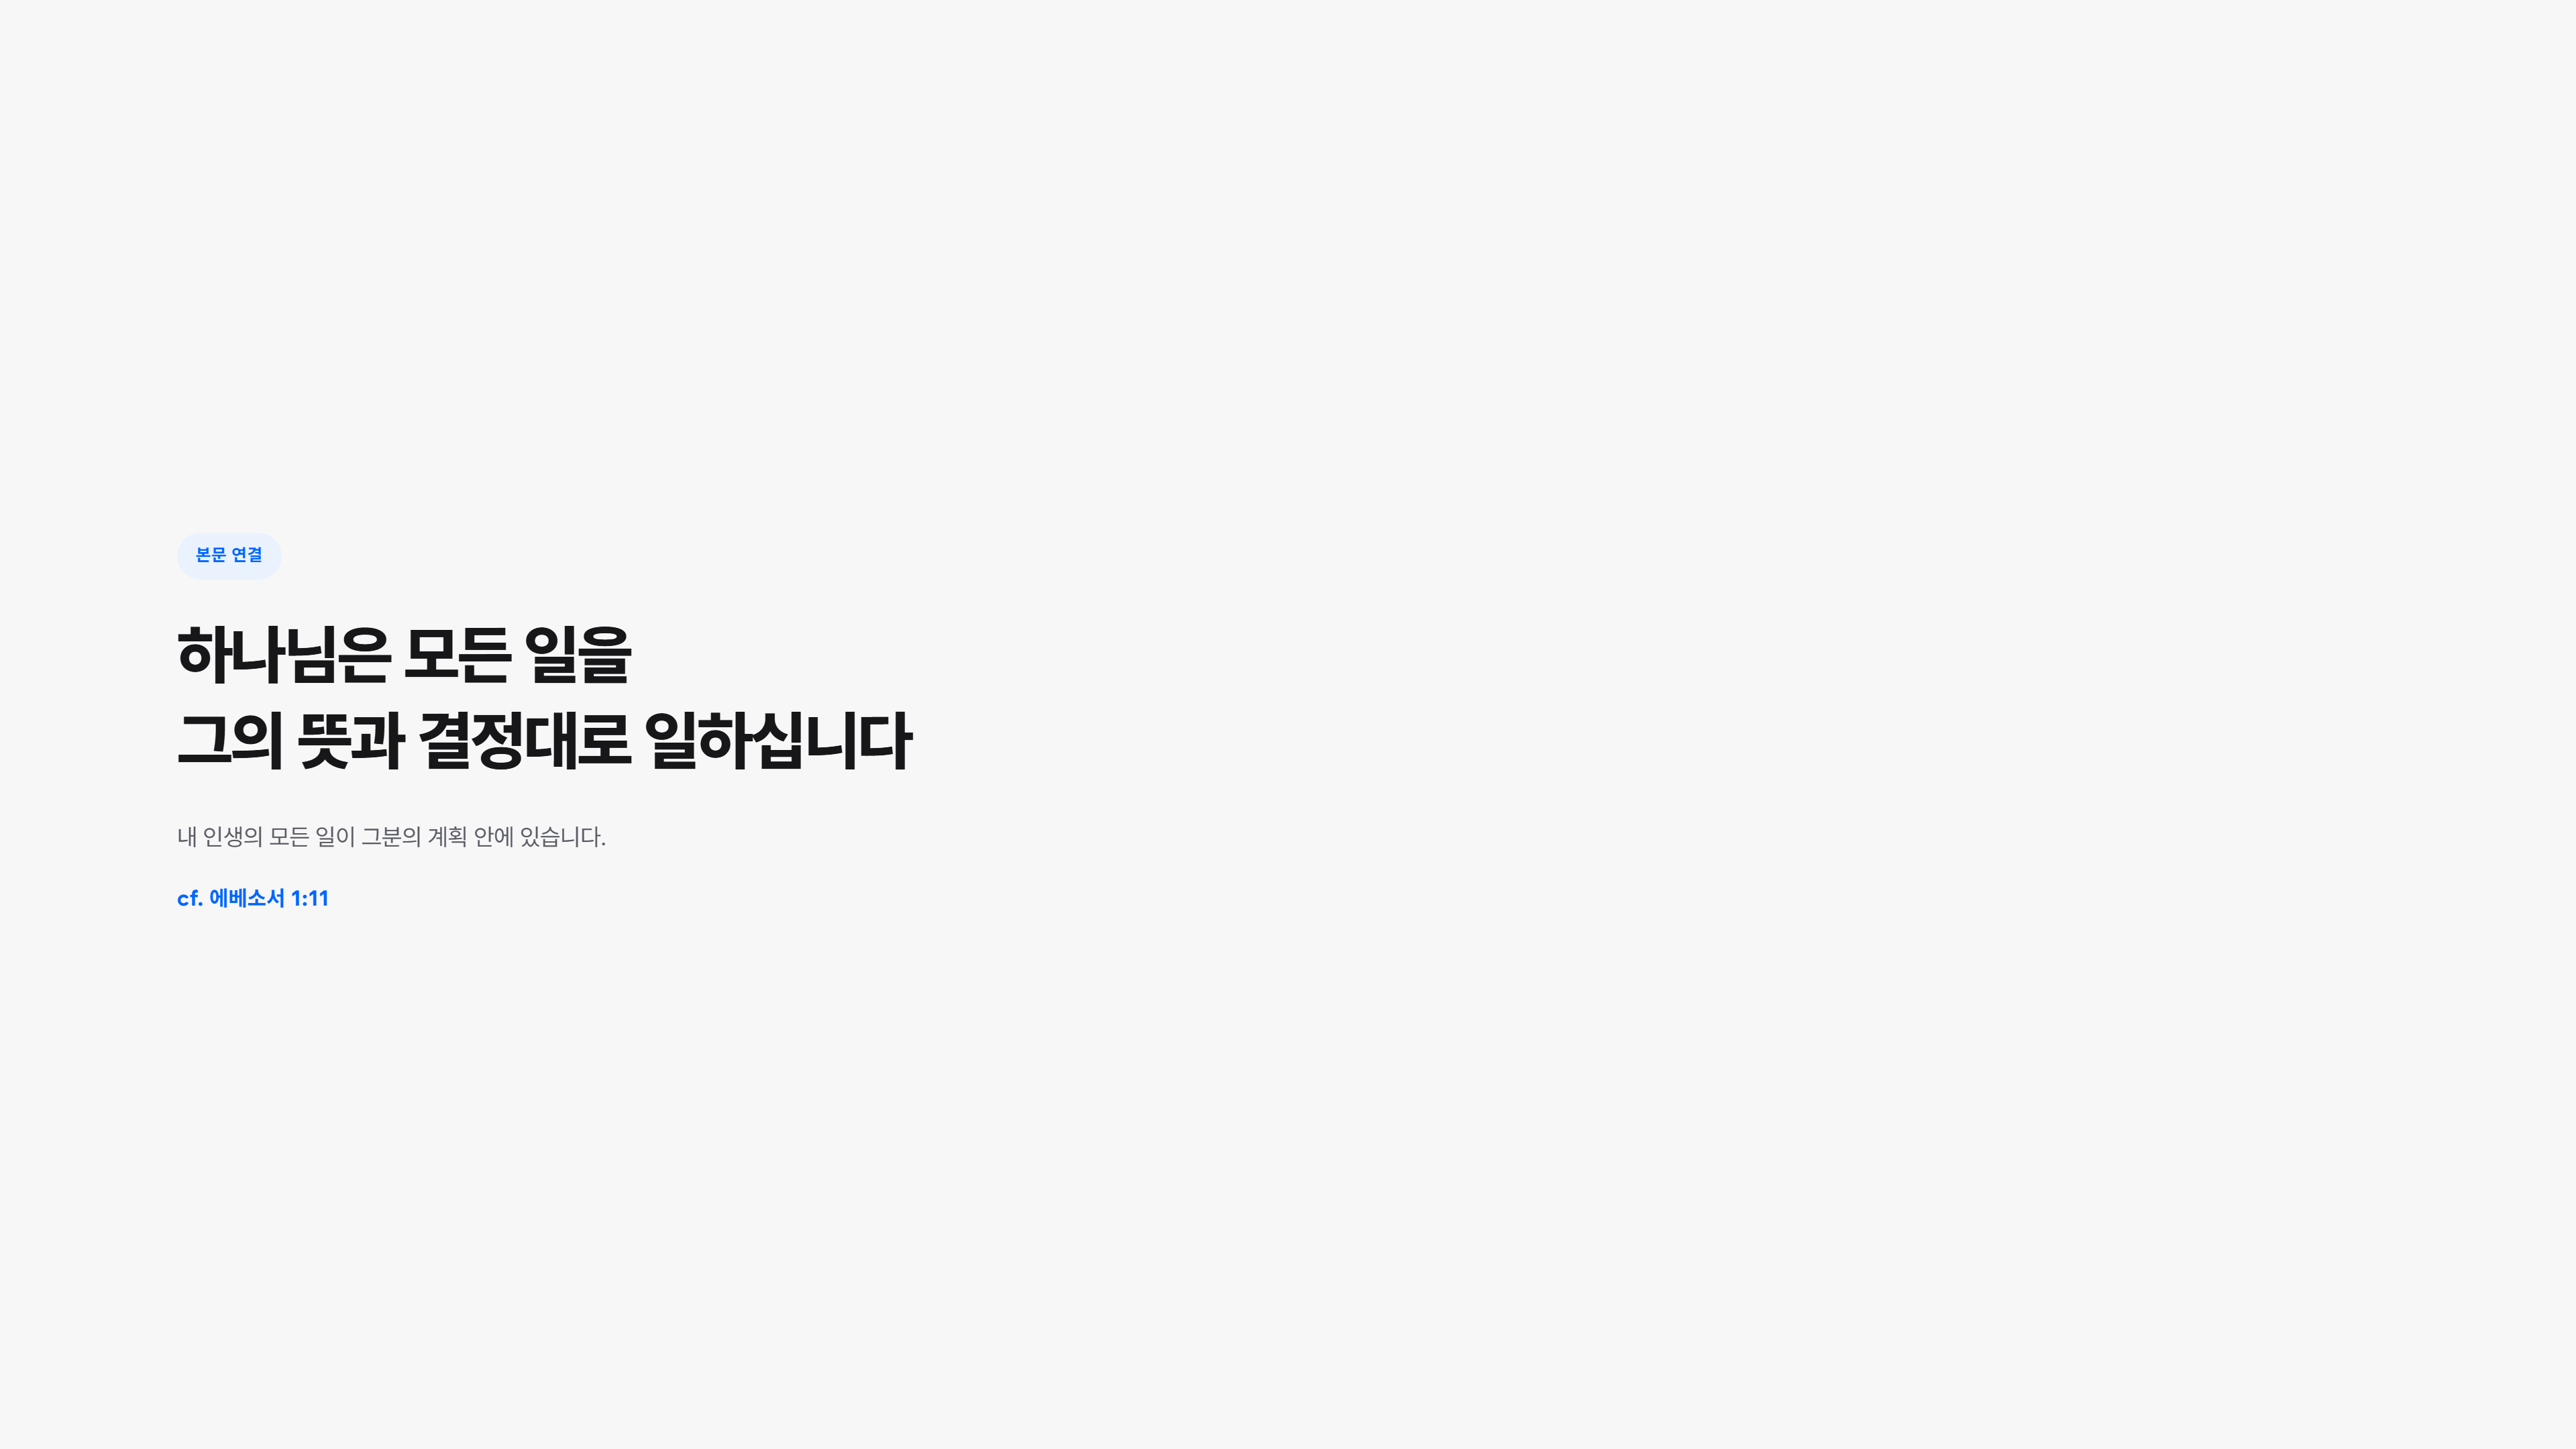 본문 연결
하나님은 모든 일을
그의 뜻과 결정대로 일하십니다
내 인생의 모든 일이 그분의 계획 안에 있습니다.
cf. 에베소서 1:11